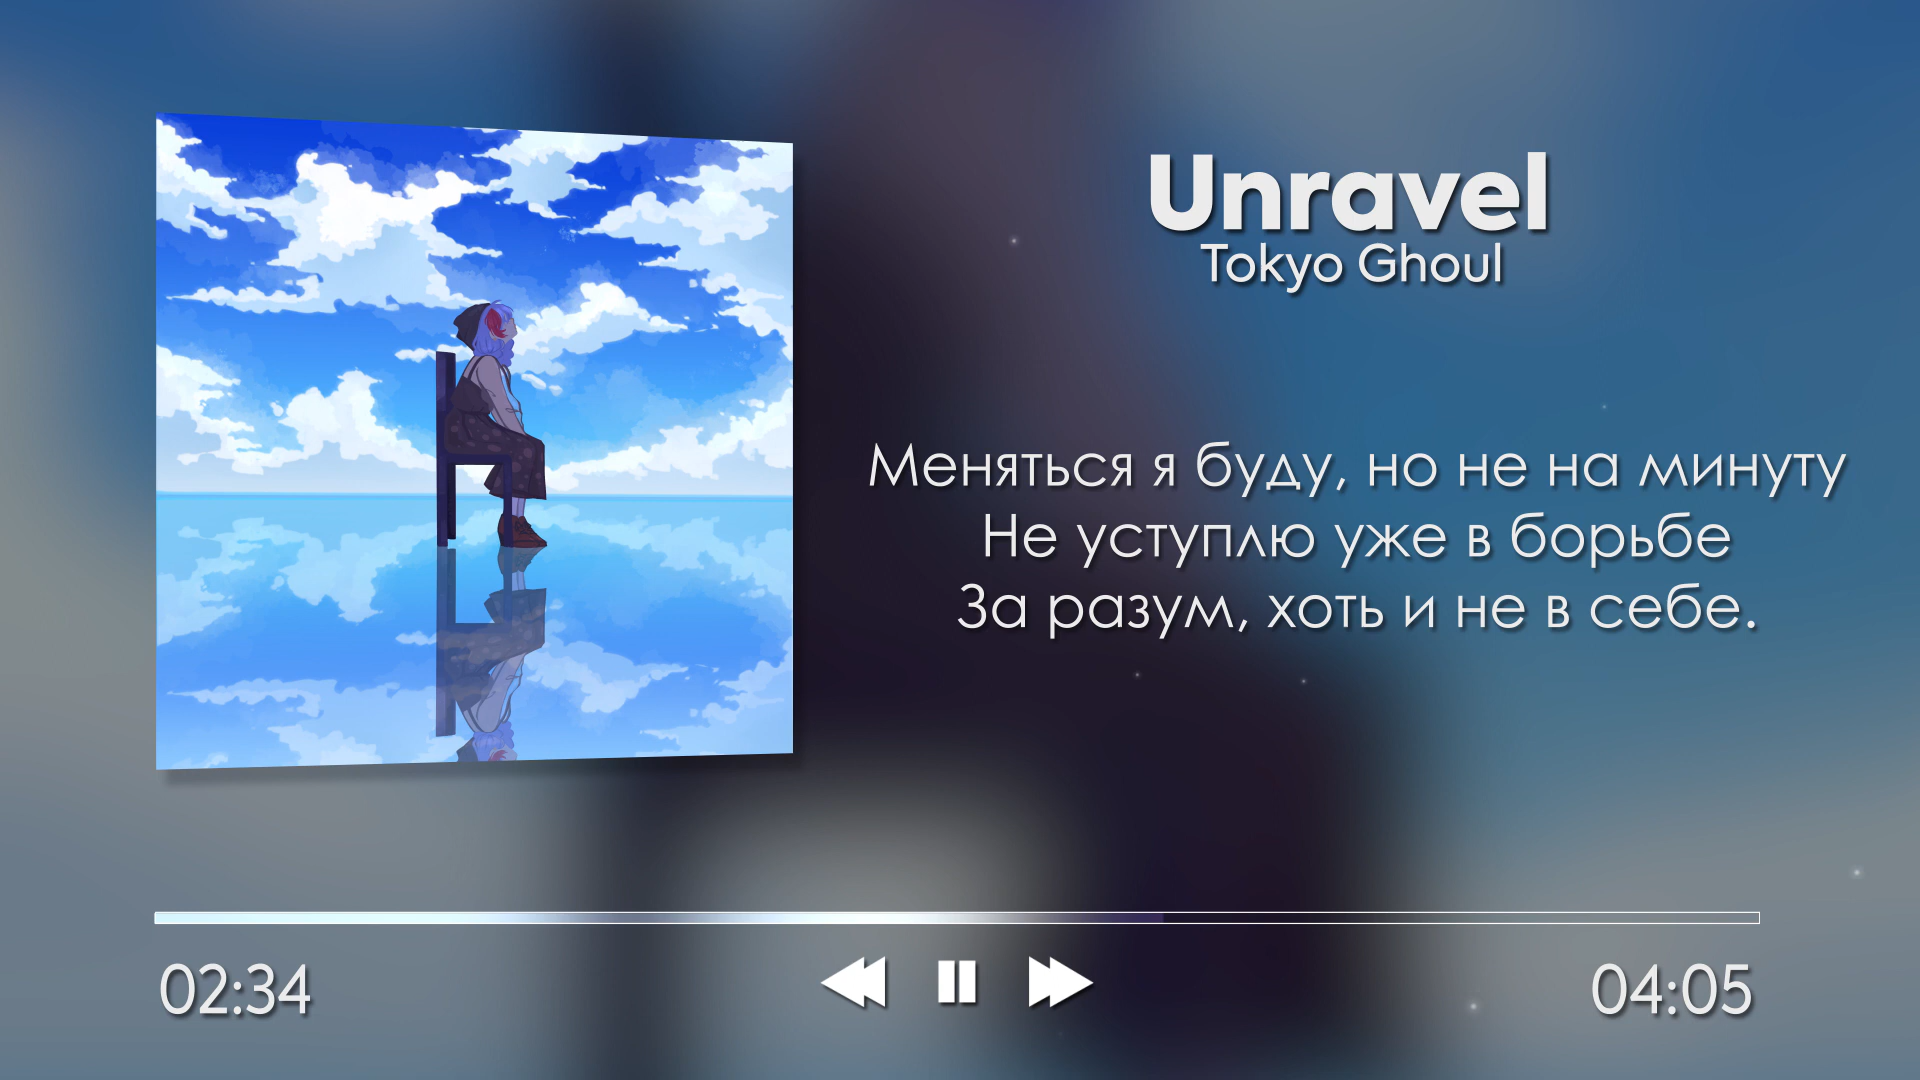 Unravel
Tokyo Ghoul
Меняться я буду, но не на минуту
Не уступлю уже в борьбе
За разум, хоть и не в себе.
02:34
04:05